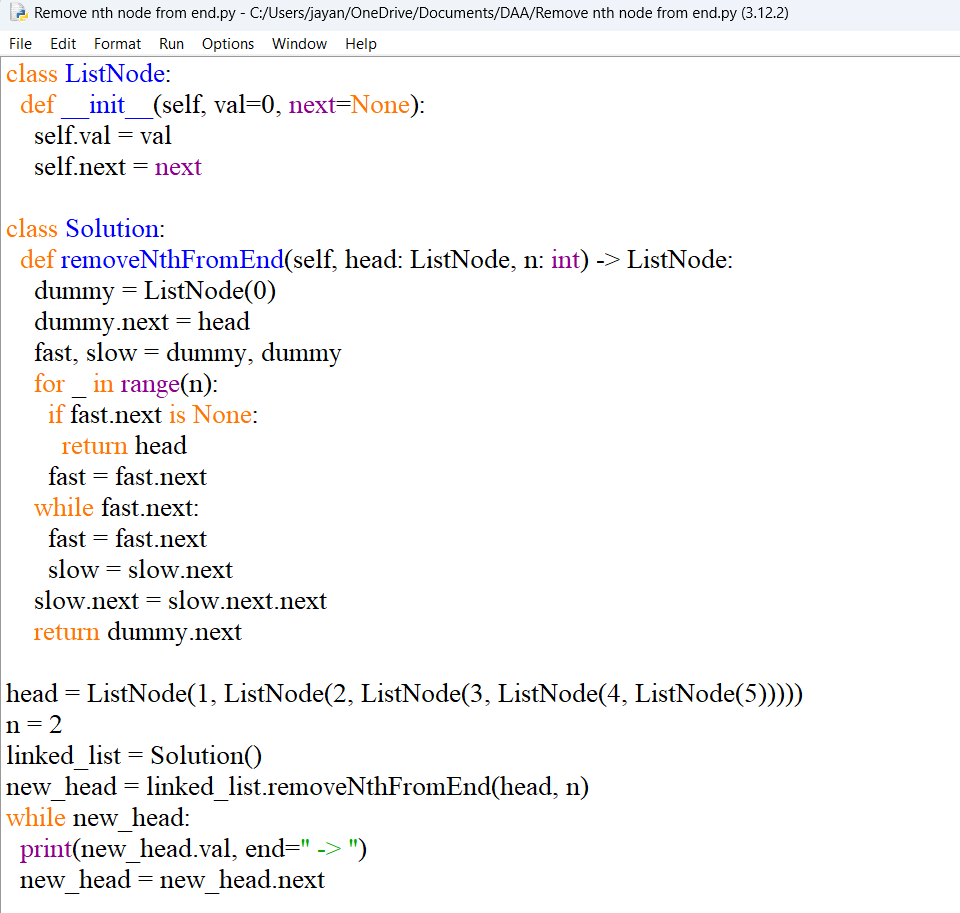 Remove nth node from end.py - C:/Users/jayan/OneDrive/Documents/DAA/Remove nth node from end.py (3.12.2)
File Edit Format Run Options Window Help
class ListNode:
  def __init__(self, val=0, next=None):
    self.val = val
    self.next = next

class Solution:
  def removeNthFromEnd(self, head: ListNode, n: int) -> ListNode:
    dummy = ListNode(0)
    dummy.next = head
    fast, slow = dummy, dummy
    for _ in range(n):
      if fast.next is None:
        return head
      fast = fast.next
    while fast.next:
      fast = fast.next
      slow = slow.next
    slow.next = slow.next.next
    return dummy.next

head = ListNode(1, ListNode(2, ListNode(3, ListNode(4, ListNode(5)))))
n = 2
linked_list = Solution()
new_head = linked_list.removeNthFromEnd(head, n)
while new_head:
  print(new_head.val, end=" -> ")
  new_head = new_head.next